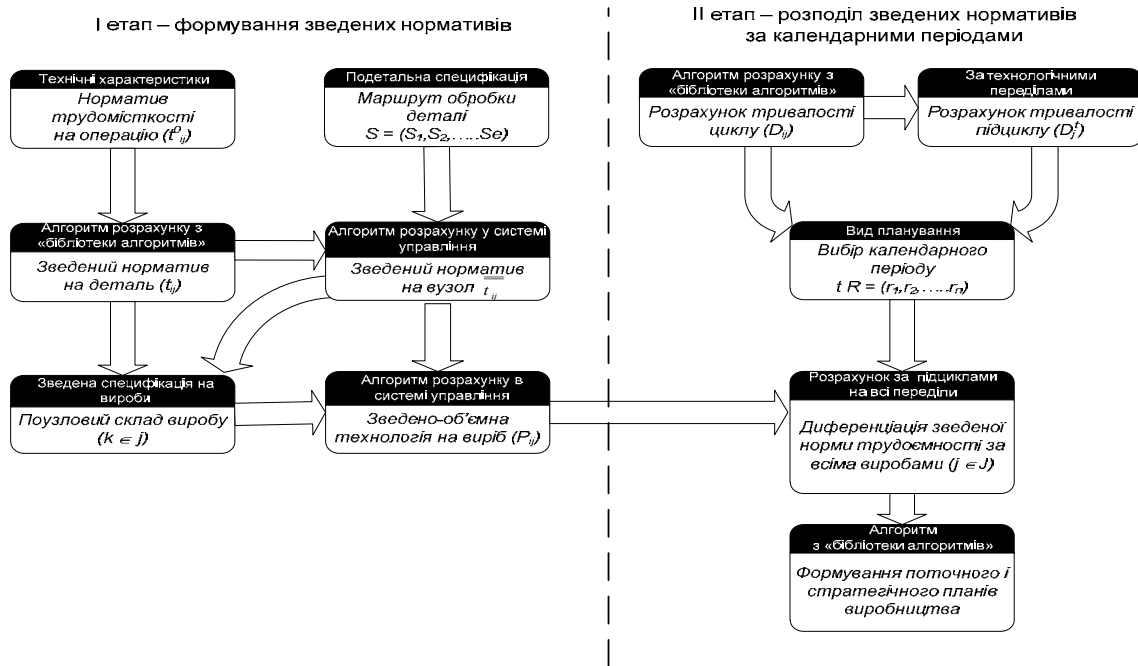 І етап – формування зведених нормативів
Технічні характеристики
Норматив
трудомісткості
на операцію (t⁰ij)
Подетальна специфікація
Маршрут обробки
деталі
S = (S1,S2,….Se)
Алгоритм розрахунку з
«бібліотеки алгоритмів»
Зведений норматив
на деталь (tij)
Алгоритм розрахунку у системі
управління
Зведений норматив
на вузол tij
Зведена специфікація на
вироби
Поузловий склад виробу
(k ∈ j)
Алгоритм розрахунку в
системі управління
Зведено-об'ємна
технологія на виріб (Pij)
ІІ етап – розподіл зведених нормативів
за календарними періодами
Алгоритм розрахунку з
«бібліотеки алгоритмів»
Розрахунок тривалості
циклу (Dij)
За технологічними
переділами
Розрахунок тривалості
підциклу (Djt)
Вид планування
Вибір календарного
періоду
t R = (r1,r2,….rn)
Розрахунок за підциклами
на всі переділи
Диференціація зведеної
норми трудоємності за
всіма виробами (j ∈ J)
Алгоритм
з «бібліотеки алгоритмів»
Формування поточного і
стратегічного планів
виробництва